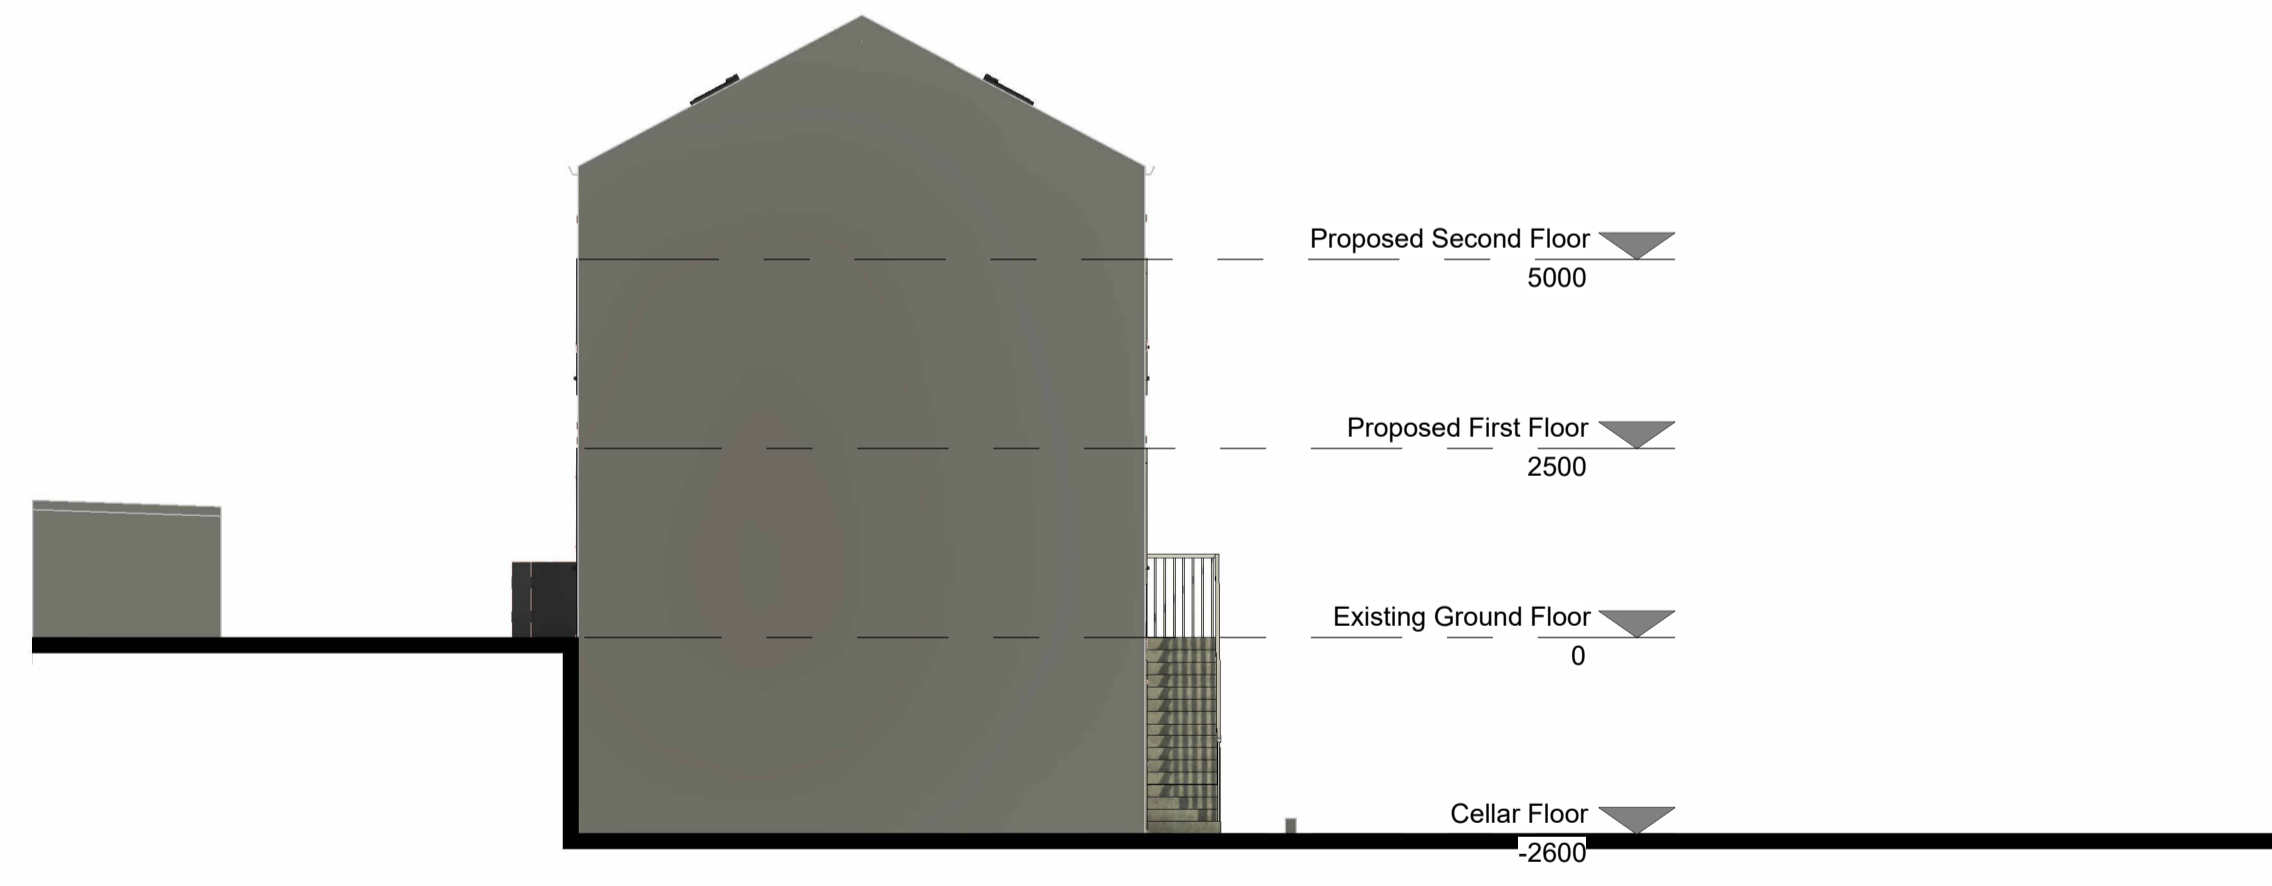 Proposed Second Floor
5000
Proposed First Floor
2500
Existing Ground Floor
0
Cellar Floor
-2600